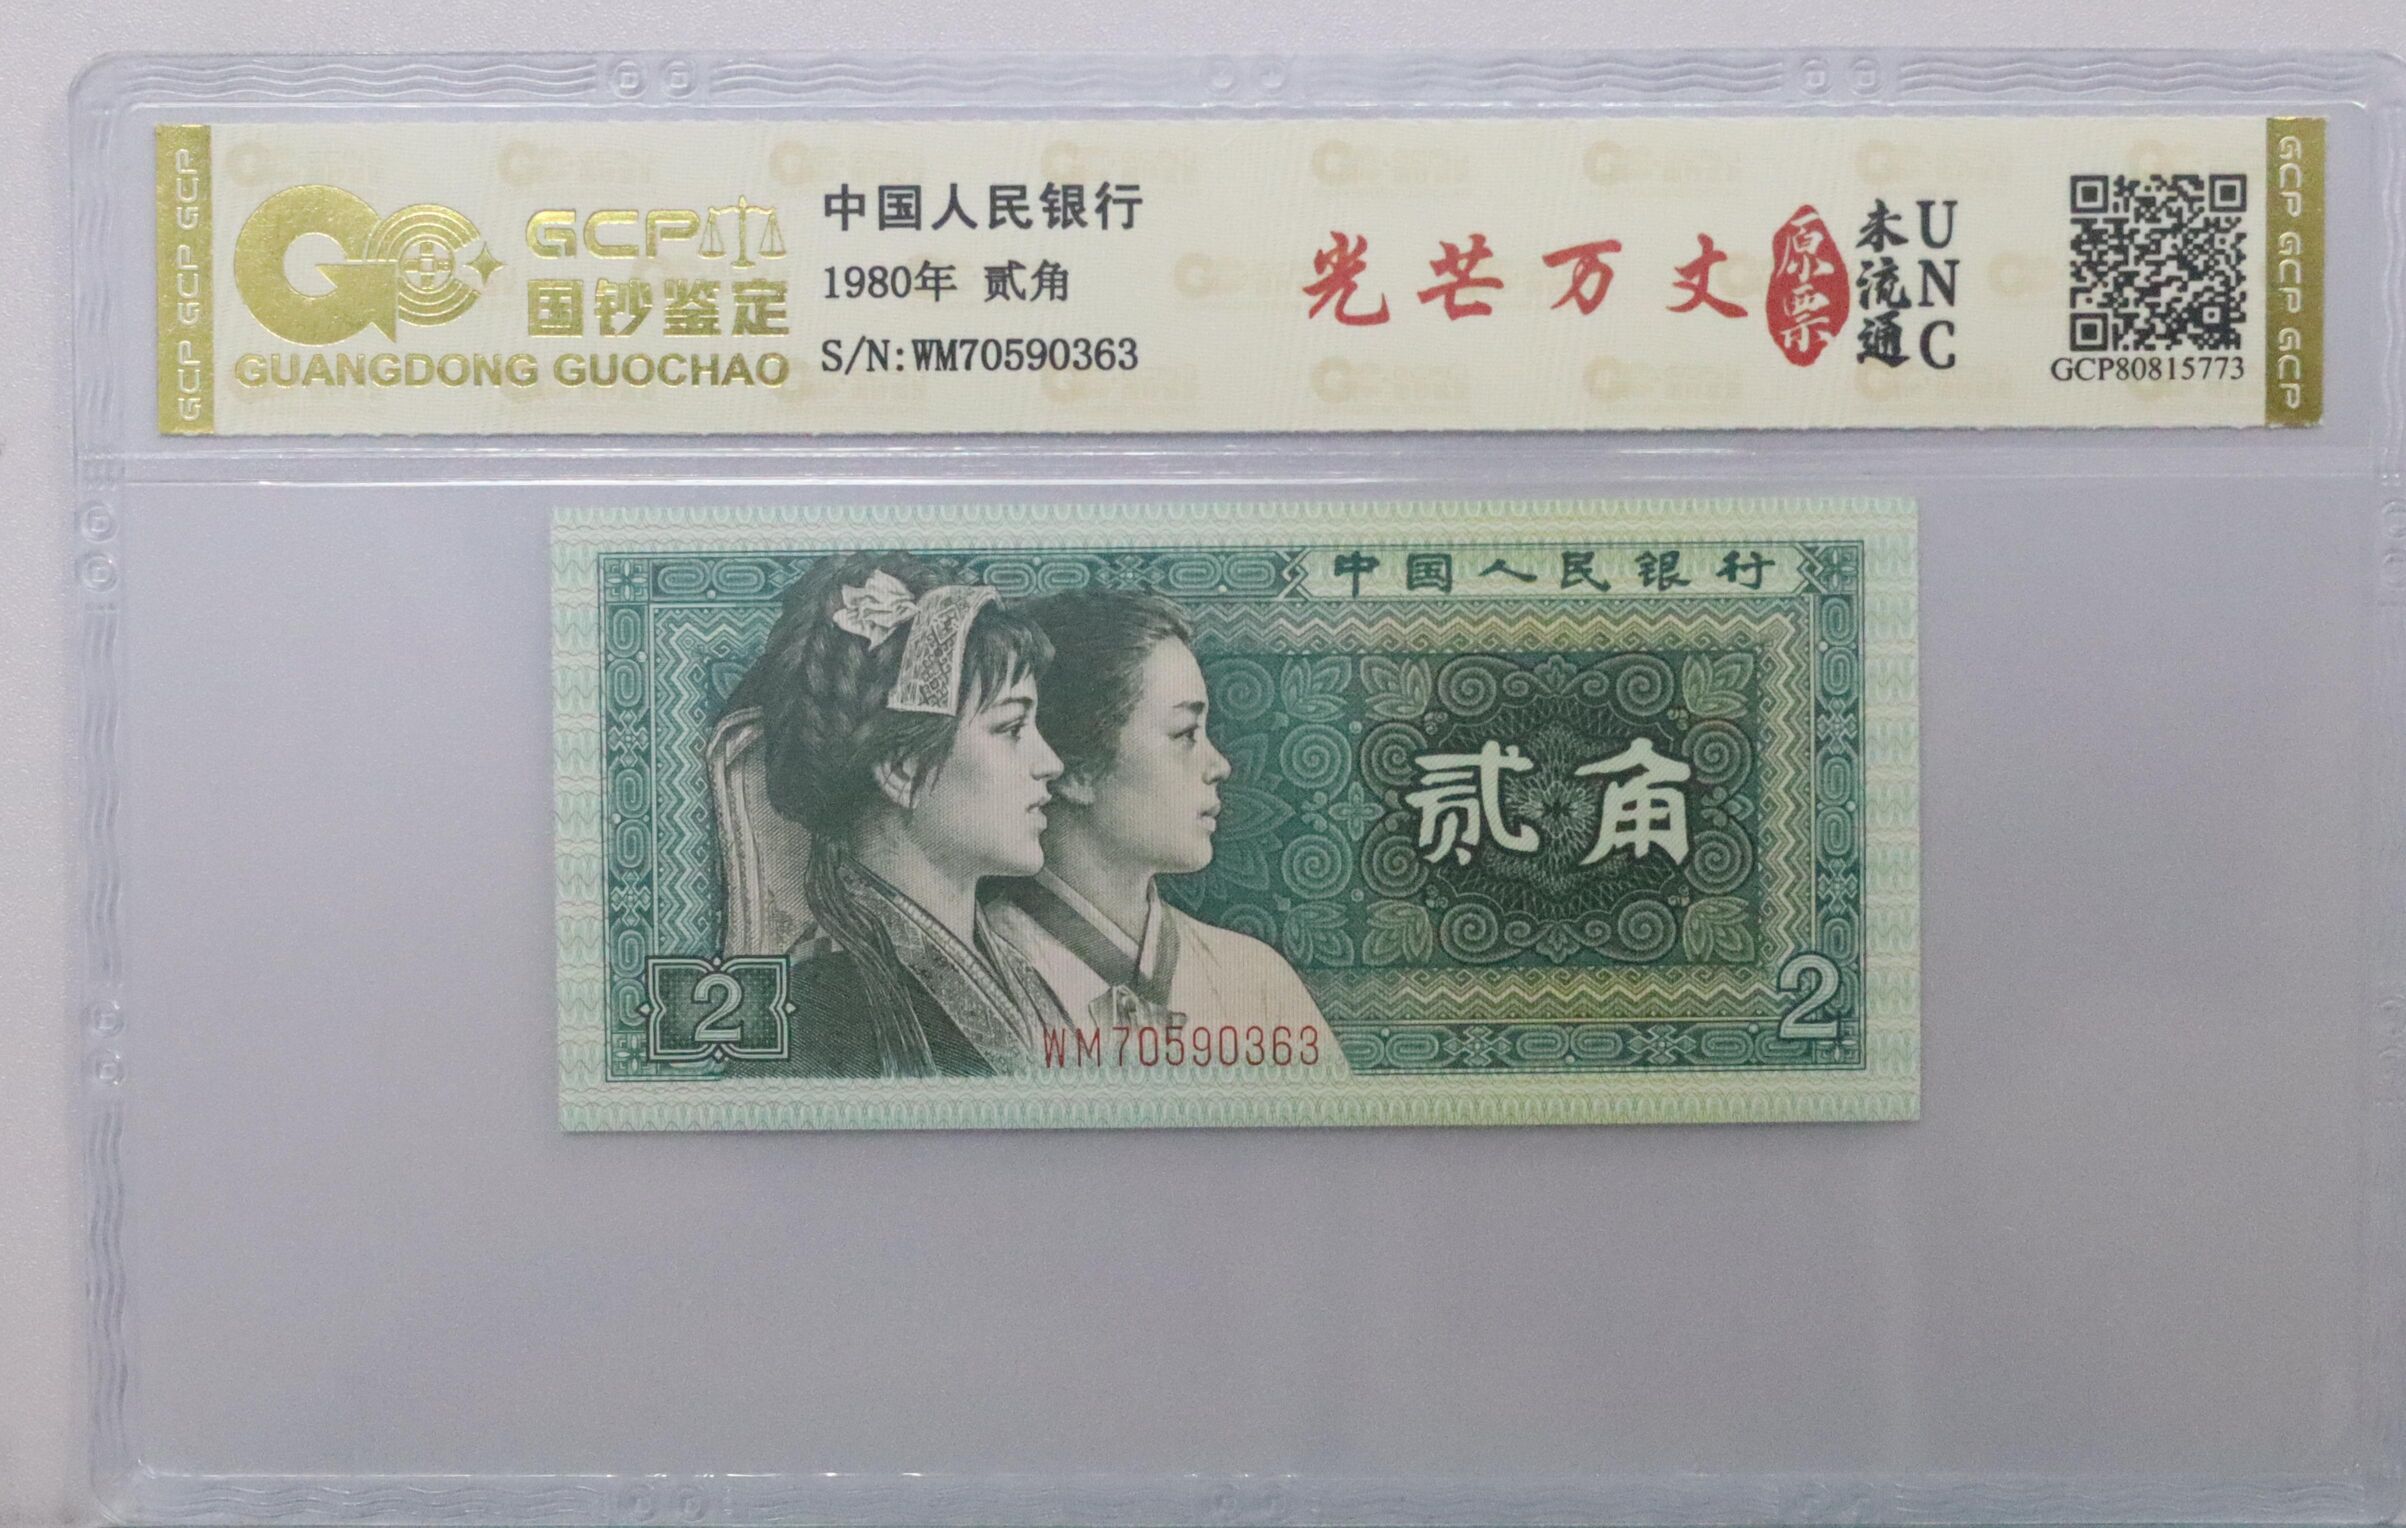 GCP GCP GCP
GCP
国钞鉴定
GUANGDONG GUOCHAO
中国人民银行
1980年 贰角
S/N:WM70590363
光芒万丈
原票
未流通
UNC
GCP80815773
GCP GCP GCP
中国人民银行
贰角
2
2
WM70590363